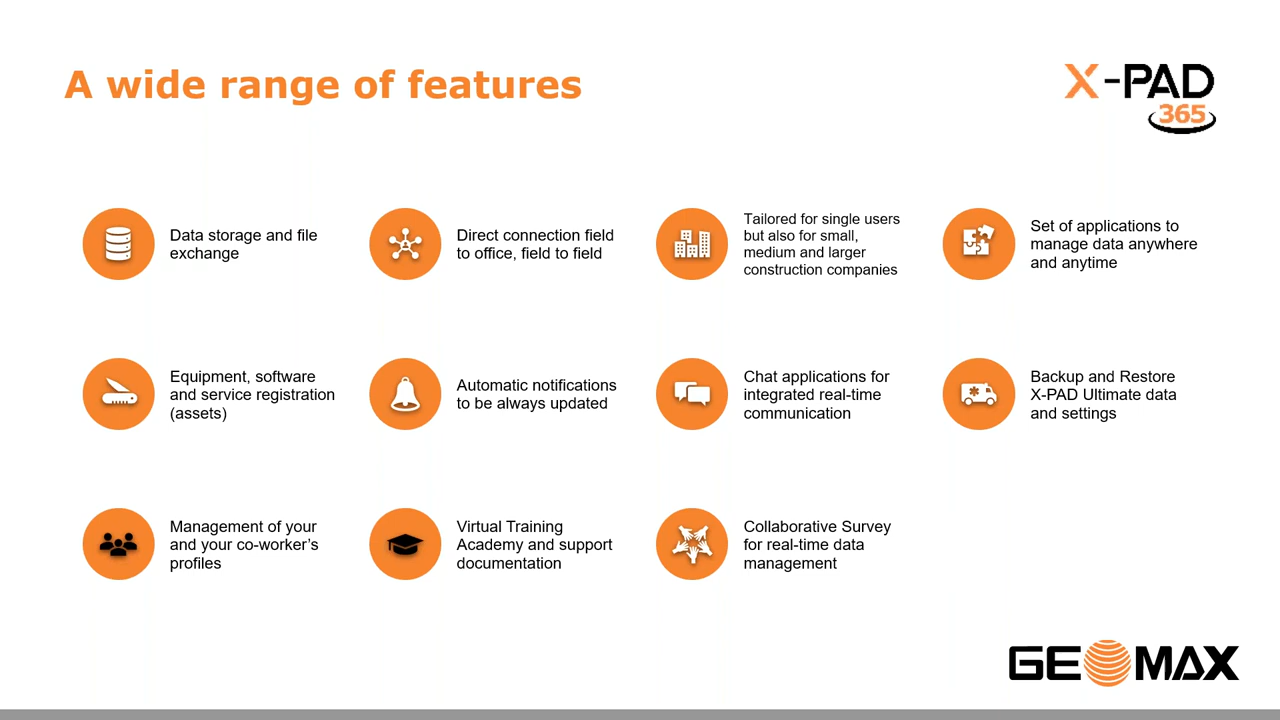 A wide range of features
X-PAD
365
Data storage and file
exchange
Direct connection field
to office, field to field
Tailored for single users
but also for small,
medium and larger
construction companies
Set of applications to
manage data anywhere
and anytime
Equipment, software
and service registration
(assets)
Automatic notifications
to be always updated
Chat applications for
integrated real-time
communication
Backup and Restore
X-PAD Ultimate data
and settings
Management of your
and your co-worker’s
profiles
Virtual Training
Academy and support
documentation
Collaborative Survey
for real-time data
management
GEOMAX